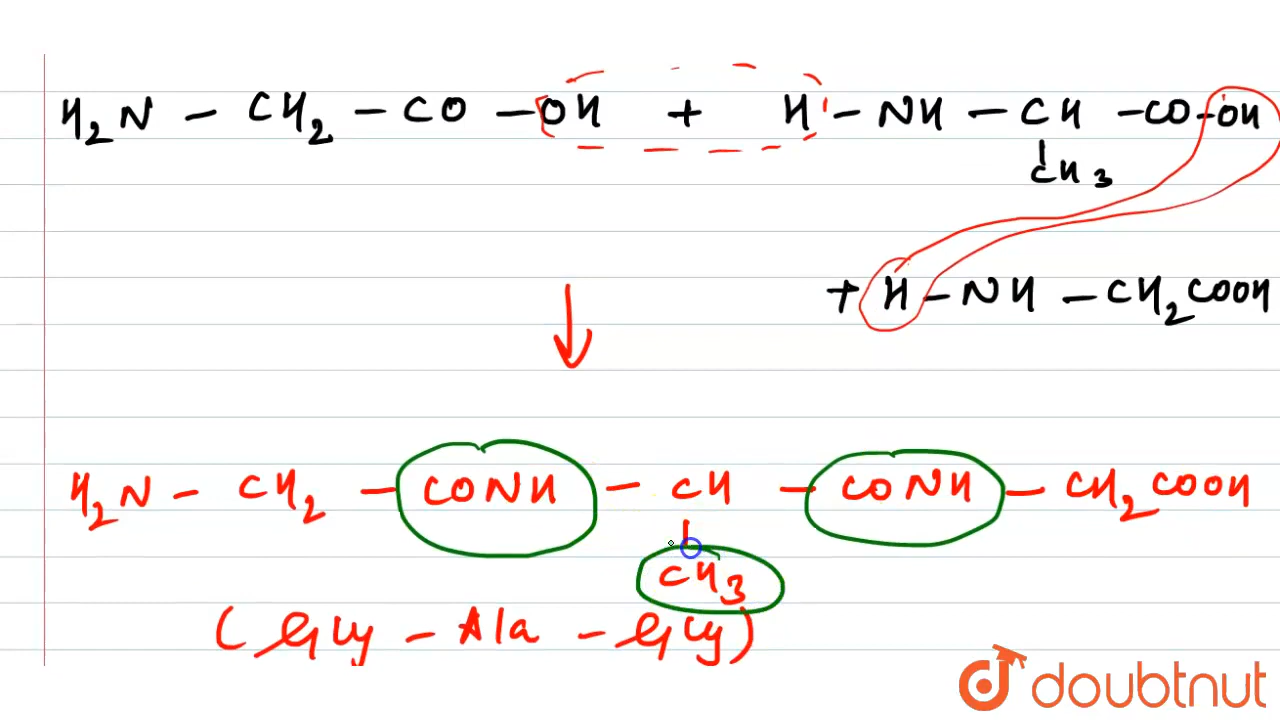 H2N - CH2 - CO - OH + H - NH - CH - CO - OH
CH3
+ H - NH - CH2COOH
H2N - CH2 - CONH - CH - CONH - CH2COOH
CH3
(Gly - Ala - Gly)
doubtnut